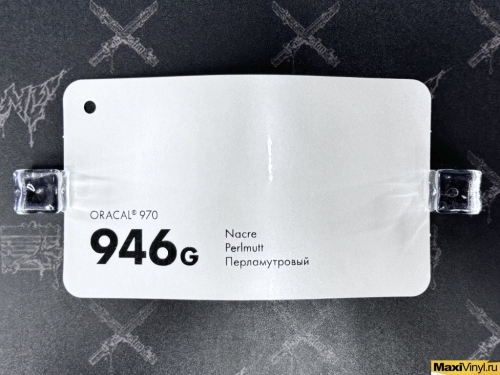 ORACAL® 970
946G
Nacre
Perlmutt
Перламутровый
MaxiVinyl.ru